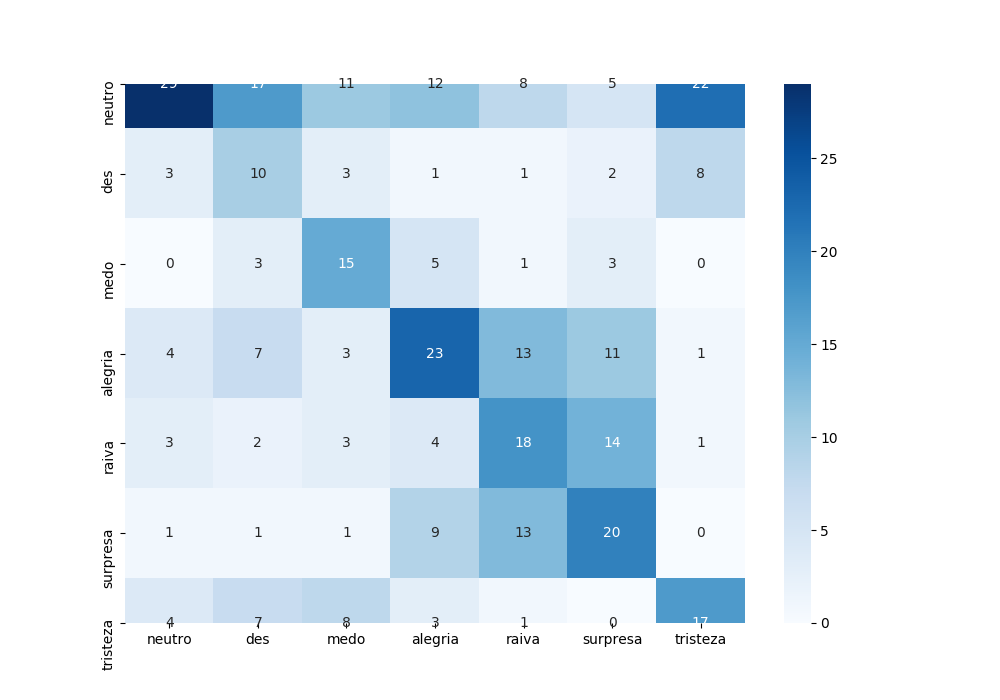 neutro 29 17 11 12 8 5 22
des 3 10 3 1 1 2 8
medo 0 3 15 5 1 3 0
alegria 4 7 3 23 13 11 1
raiva 3 2 3 4 18 14 1
surpresa 1 1 1 9 13 20 0
tristeza 4 7 8 3 1 0 17
neutro des medo alegria raiva surpresa tristeza
25
20
15
10
5
0